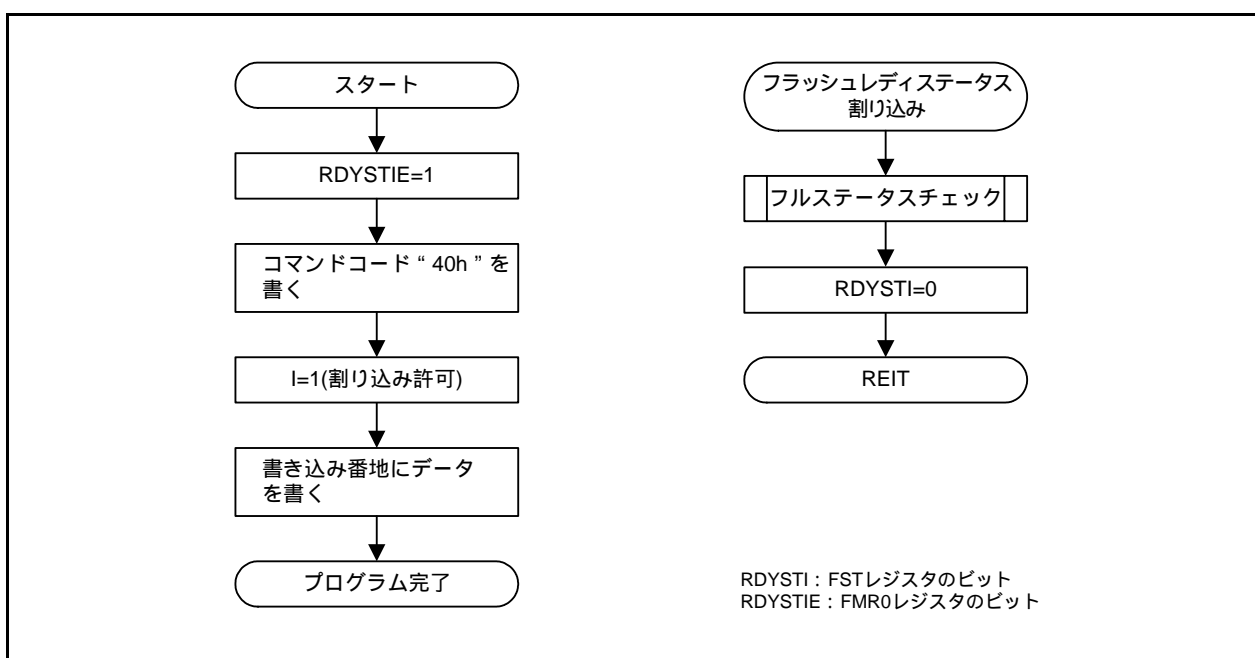 スタート
RDYSTIE=1
コマンドコード“40h”を
書く
I=1(割り込み許可)
書き込み番地にデータ
を書く
プログラム完了
フラッシュレディステータス
割り込み
フルステータスチェック
RDYSTI=0
REIT
RDYSTI：FSTレジスタのビット
RDYSTIE：FMR0レジスタのビット